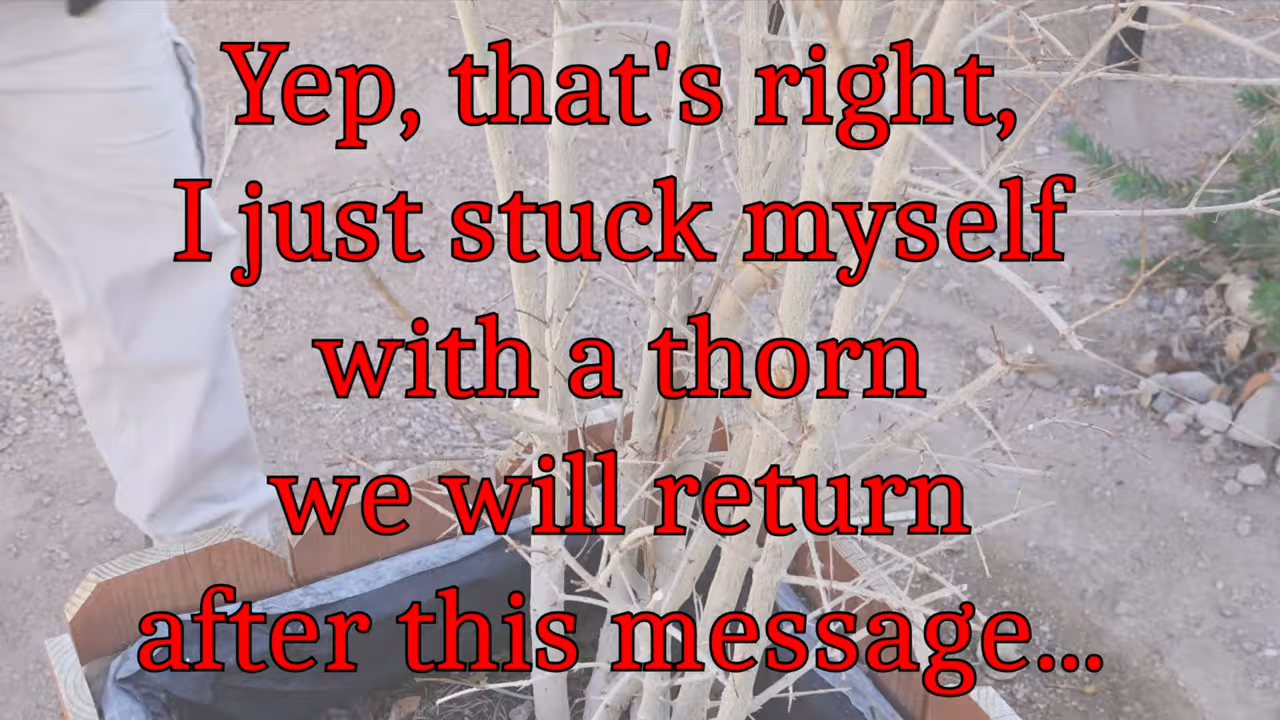 Yep, that's right,
I just stuck myself
with a thorn
we will return
after this message...